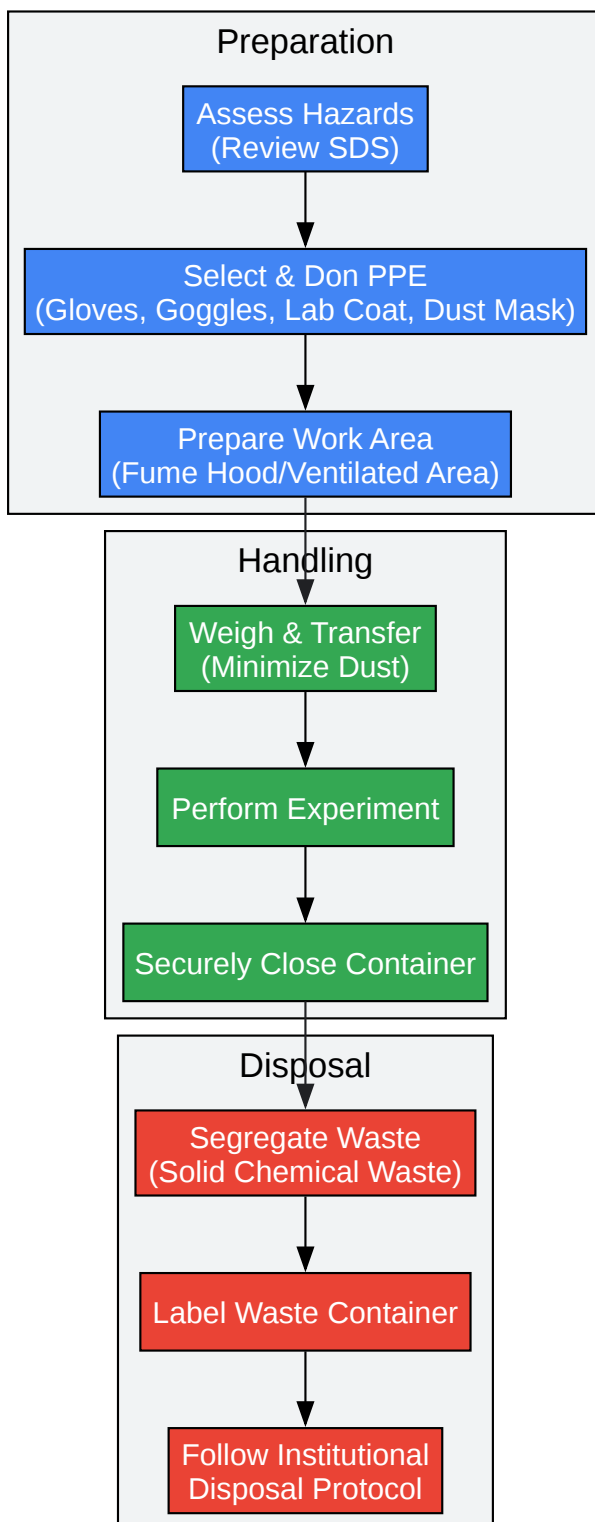 Preparation
Assess Hazards
(Review SDS)
Select & Don PPE
(Gloves, Goggles, Lab Coat, Dust Mask)
Prepare Work Area
(Fume Hood/Ventilated Area)
Handling
Weigh & Transfer
(Minimize Dust)
Perform Experiment
Securely Close Container
Disposal
Segregate Waste
(Solid Chemical Waste)
Label Waste Container
Follow Institutional
Disposal Protocol